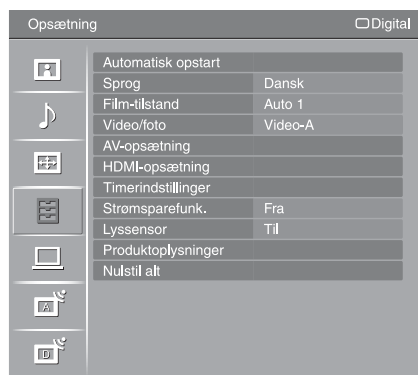 Opsætning Digital
Automatisk opstart
Sprog Dansk
Film-tilstand Auto 1
Video/foto Video-A
AV-opsætning
HDMI-opsætning
Timerindstillinger
Strømsparefunk. Fra
Lyssensor Til
Produktoplysninger
Nulstil alt
A
D